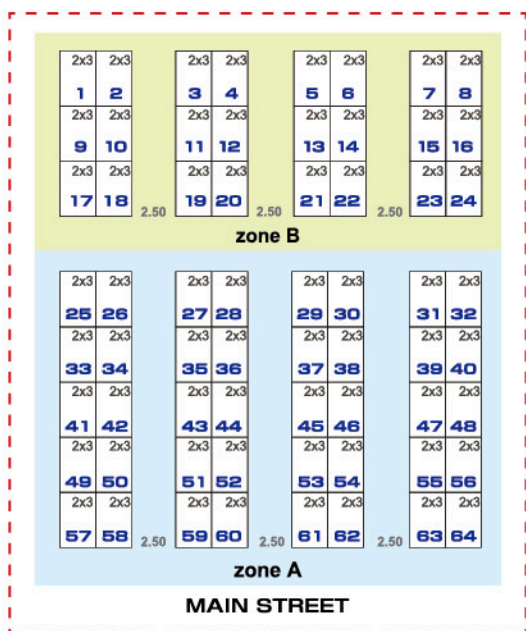 2x3 2x3 2x3 2x3 2x3 2x3 2x3 2x3
1 2 3 4 5 6 7 8
2x3 2x3 2x3 2x3 2x3 2x3 2x3 2x3
9 10 11 12 13 14 15 16
2x3 2x3 2x3 2x3 2x3 2x3 2x3 2x3
17 18 19 20 21 22 23 24
2.50 2.50 2.50
zone B
2x3 2x3 2x3 2x3 2x3 2x3 2x3 2x3
25 26 27 28 29 30 31 32
2x3 2x3 2x3 2x3 2x3 2x3 2x3 2x3
33 34 35 36 37 38 39 40
2x3 2x3 2x3 2x3 2x3 2x3 2x3 2x3
41 42 43 44 45 46 47 48
2x3 2x3 2x3 2x3 2x3 2x3 2x3 2x3
49 50 51 52 53 54 55 56
2x3 2x3 2x3 2x3 2x3 2x3 2x3 2x3
57 58 2.50 59 60 2.50 61 62 2.50 63 64
zone A
MAIN STREET